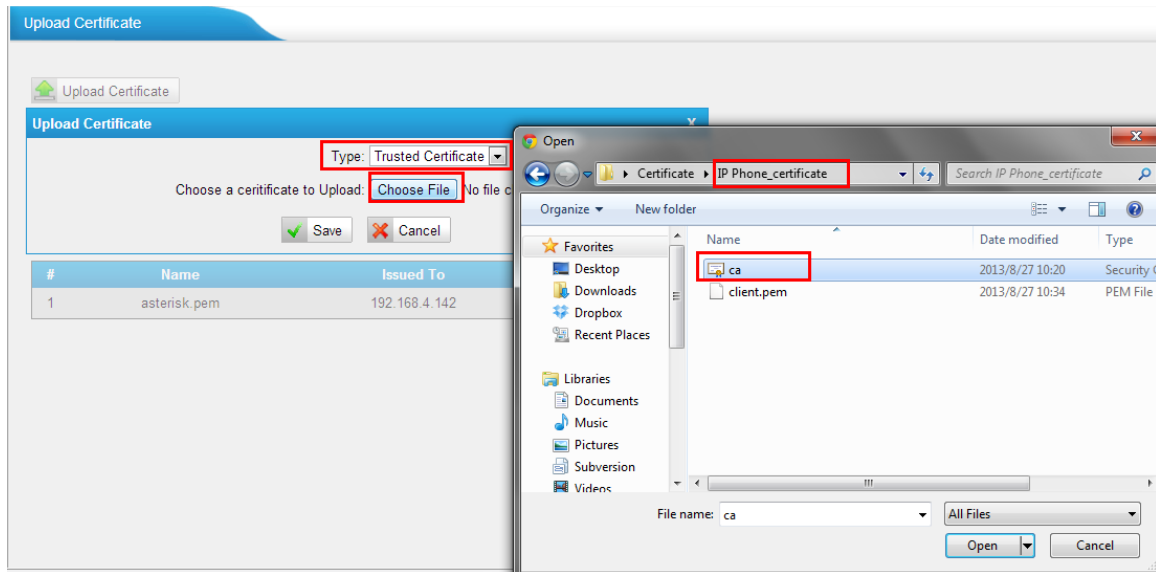 Upload Certificate
Upload Certificate
Upload Certificate
X
Type: Trusted Certificate
Choose a ceritificate to Upload: Choose File No file c
Save Cancel
# Name Issued To
1 asterisk.pem 192.168.4.142
Open
Certificate IP Phone_certificate Search IP Phone_certificate
Organize New folder
Name Date modified Type
Favorites
Desktop
Downloads
Dropbox
Recent Places
Libraries
Documents
Music
Pictures
Subversion
Videos
ca 2013/8/27 10:20 Security C
client.pem 2013/8/27 10:34 PEM File
File name: ca All Files
Open Cancel